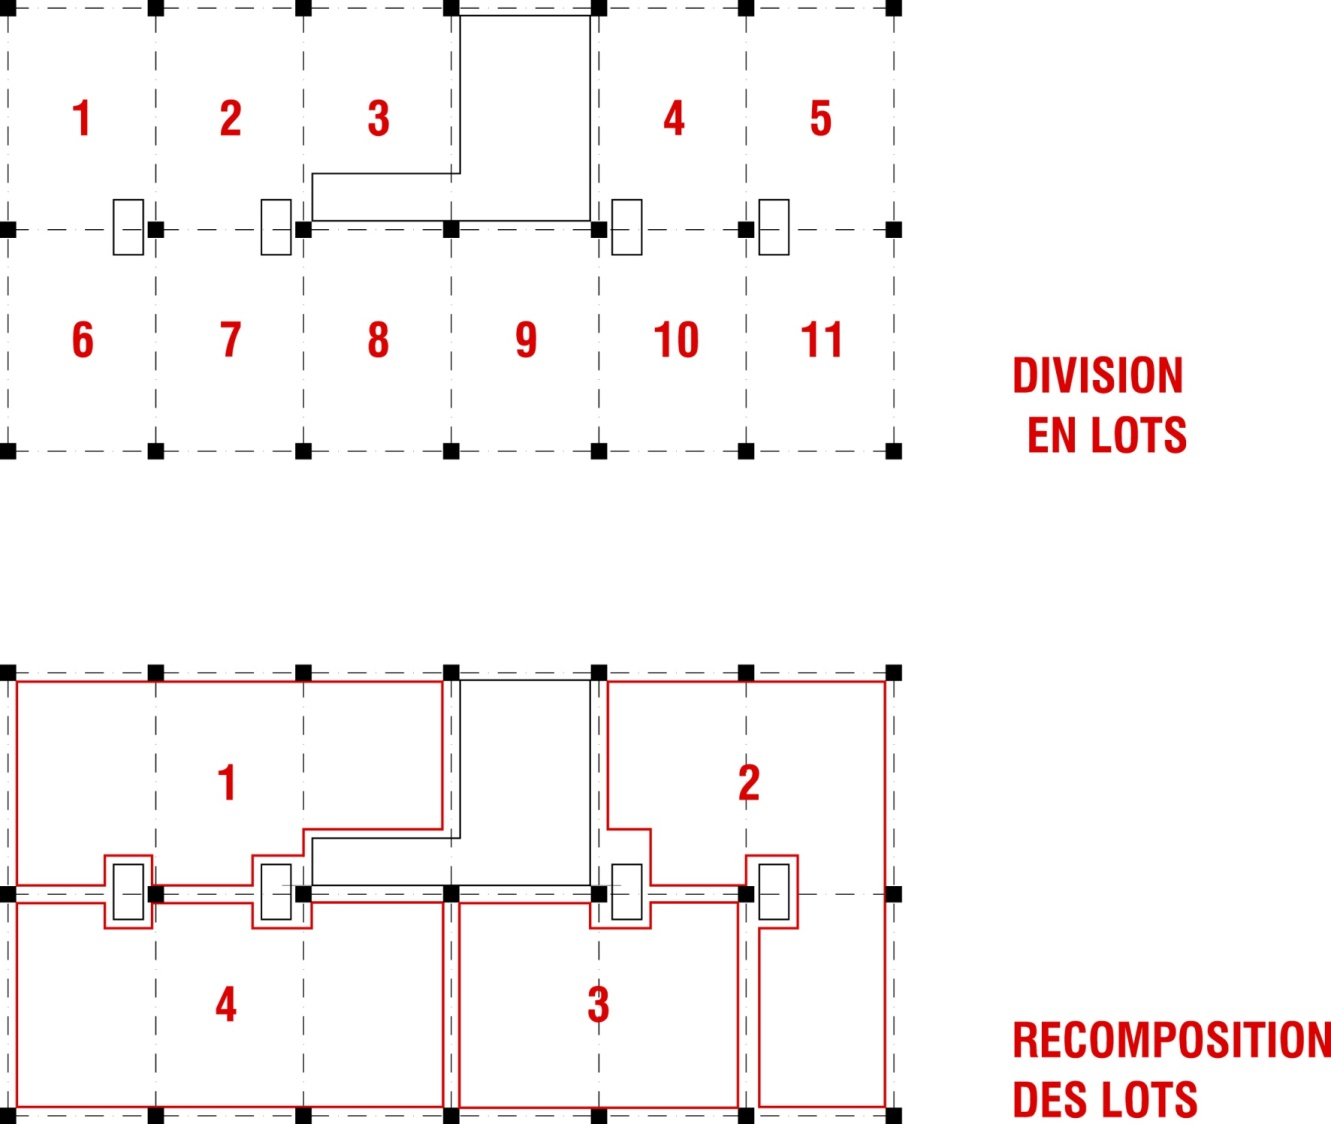 1 2 3 4 5
6 7 8 9 10 11
DIVISION
EN LOTS
1 2
4 3
RECOMPOSITION
DES LOTS